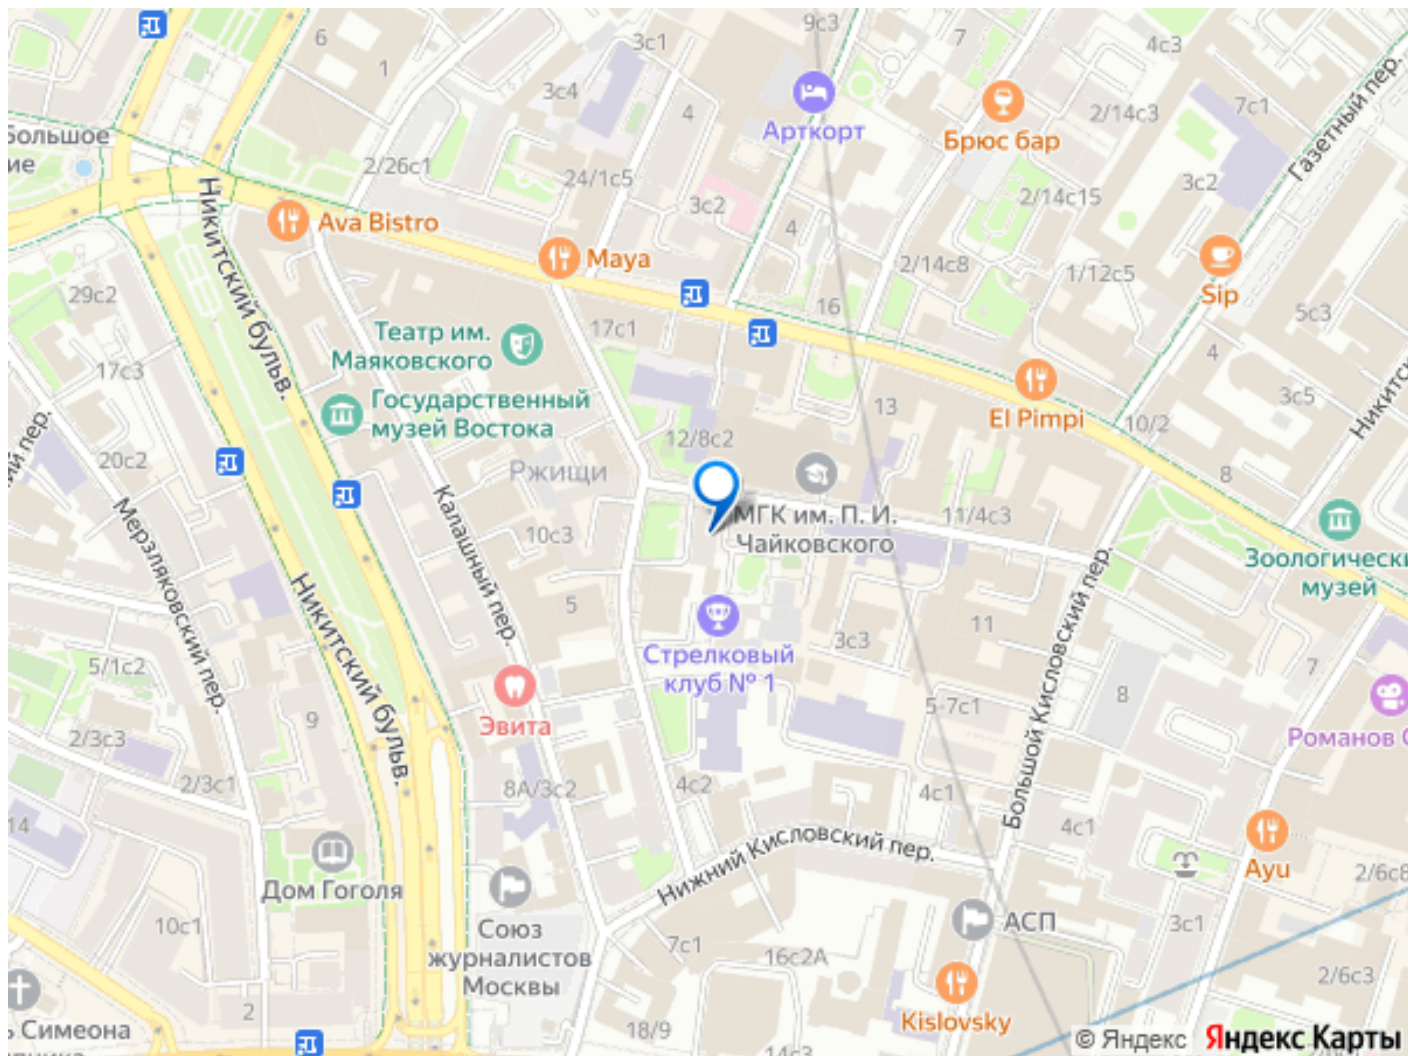 9с3
6
3с1
7
4с3
1
3с4
4
Арткорт
2/14с3
7с1
Брюс бар
Газетный пер.
Большое
ие
2/26с1
24/1с5
3с2
3с2
2/14с15
Никитский бульв.
Ava Bistro
4
Maya
2/14с8
1/12с5
Sip
29с2
16
5с3
17с1
Театр им.
Маяковского
4
17с3
Государственный
музей Востока
3с5
13
El Pimpi
10/2
12/8с2
20с2
Ржищи
8
Мерзляковский пер.
Калашный пер.
10с3
МГК им. П. И.
Чайковского
11/4с3
Зоологически
музей
Никитский бульв.
5
Большой Кисловский пер.
11
3с3
Стрелковый
клуб № 1
5/1с2
7
8
9
Эвита
5-7с1
2/3с3
Романов С
2/3с1
8А/3с2
4с2
4с1
14
4с1
Нижний Кисловский пер.
Ayu
2/6с8
Дом Гоголя
10с1
Союз
журналистов
Москвы
7с1
АСП
3с1
16с2А
2/6с3
2
ь Симеона
Kislovsky
18/9
14с3
© Яндекс
Яндекс Карты